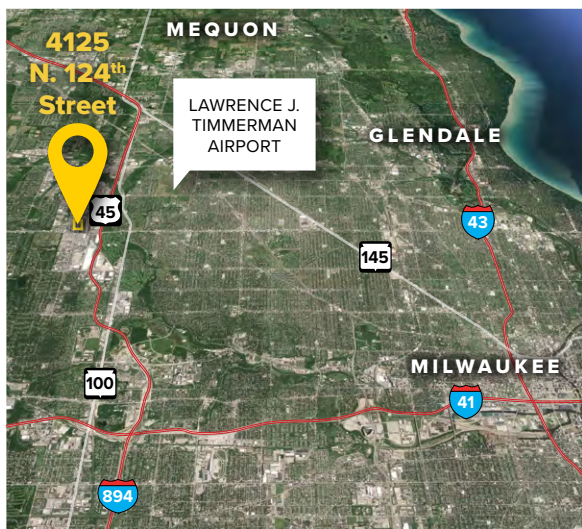 MEQUON
4125
N. 124th
Street
LAWRENCE J.
TIMMERMAN
AIRPORT
GLENDALE
45
43
145
MILWAUKEE
100
41
894